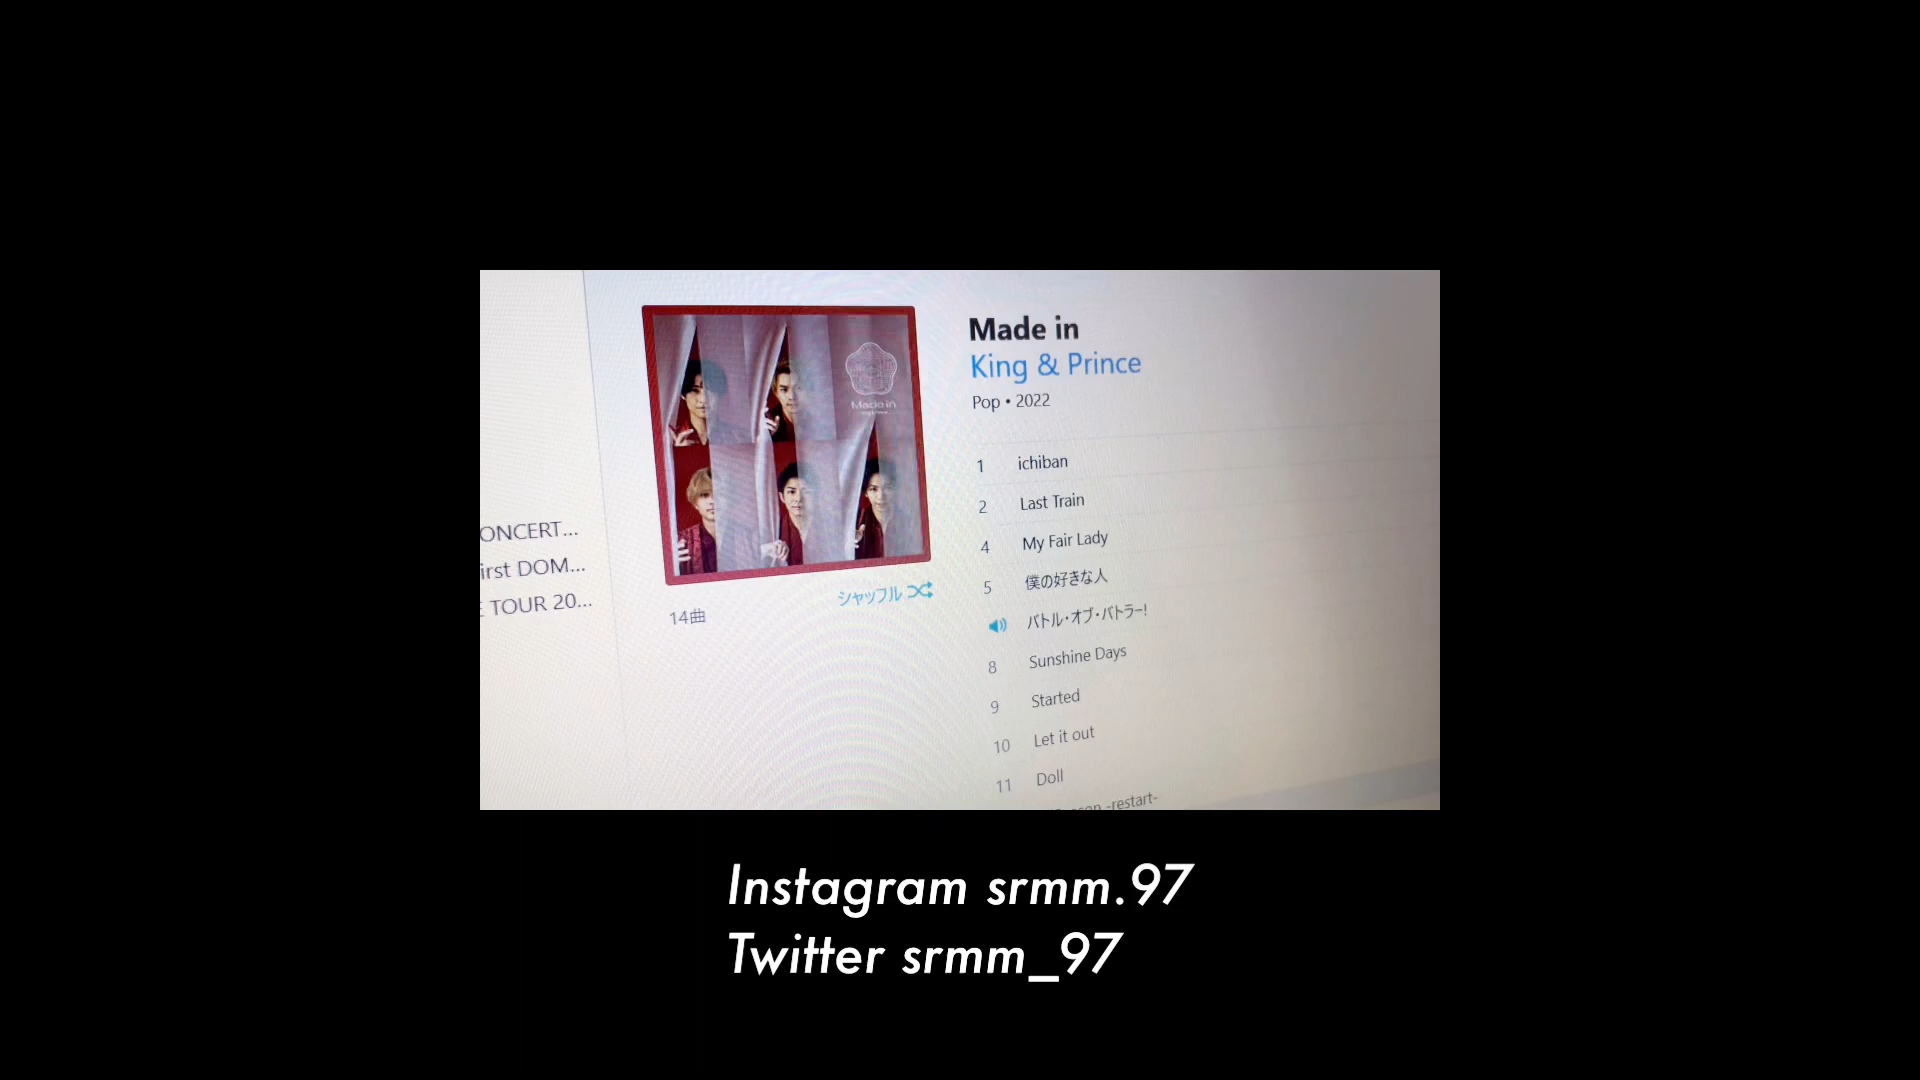 Made in
King & Prince
Pop • 2022
Made in
1 ichiban
2 Last Train
4 My Fair Lady
5 僕の好きな人
バトル・オブ・バトラー!
8 Sunshine Days
9 Started
10 Let it out
11 Doll
-restart-
14曲
シャッフル
ONCERT...
irst DOM...
TOUR 20...
Instagram srmm.97
Twitter srmm_97